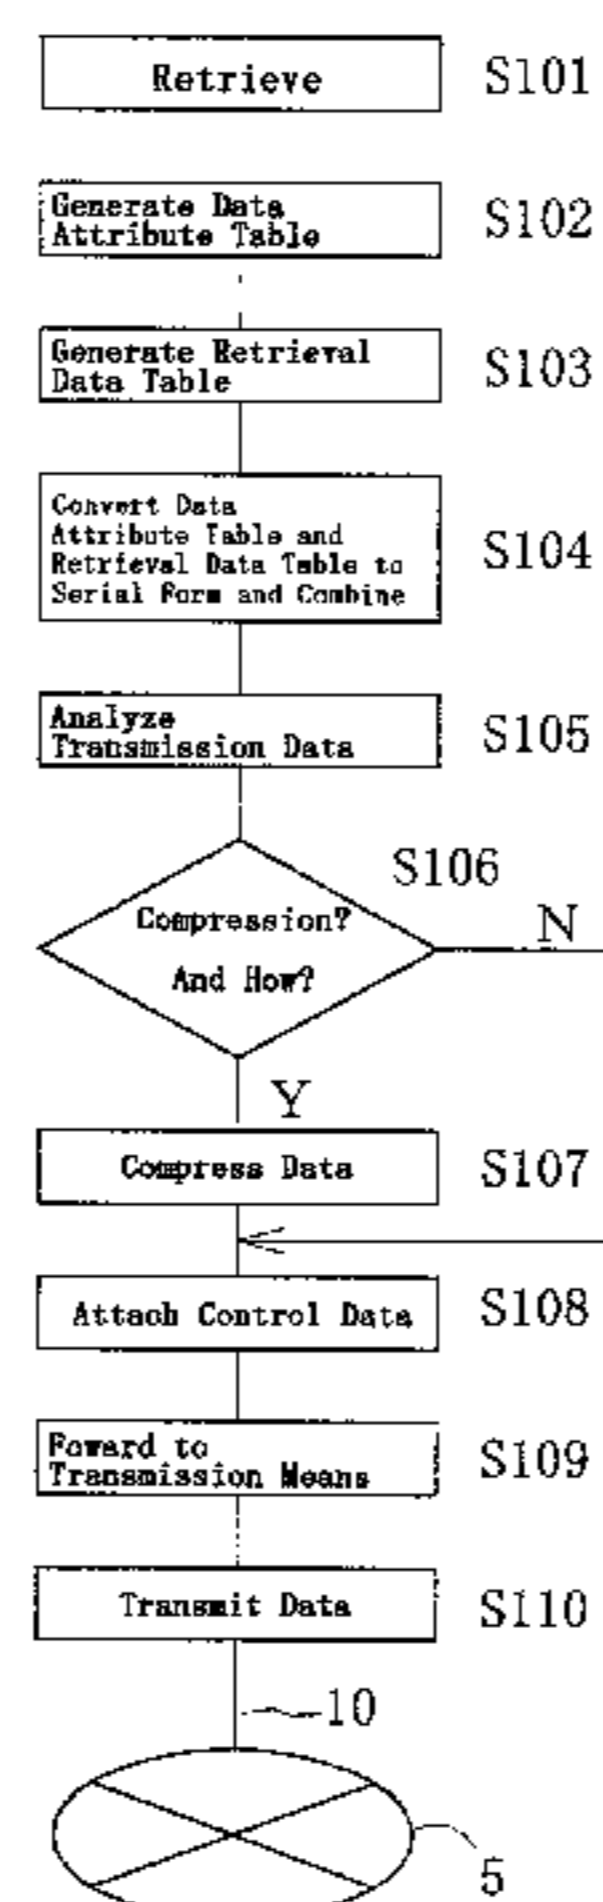 Retrieve S101
Generate Data
Attribute Table
S102
Generate Retrieval
Data Table
S103
Convert Data
Attribute Table and
Retrieval Data Table to
Serial Form and Combine
S104
Analyze
Transmission Data
S105
S106
Compression?
And How?
N
Y
Compress Data S107
Attach Control Data S108
Foward to
Transmission Means
S109
Transmit Data S110
10
5